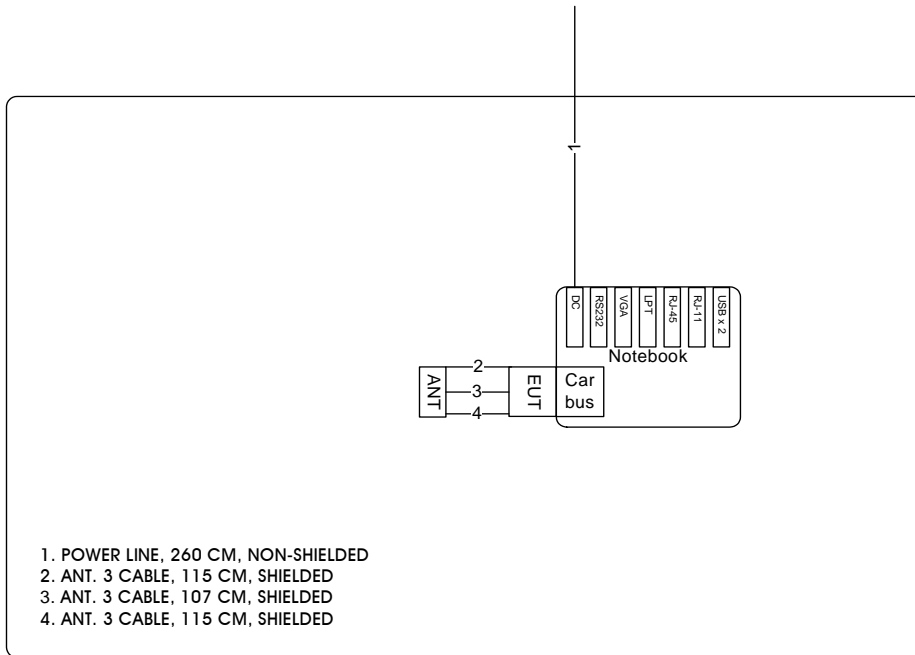 1
DC
RS232
VGA
LPT
RJ-45
RJ-11
USB x 2
Notebook
2
ANT
3
EUT
Car
bus
4
1. POWER LINE, 260 CM, NON-SHIELDED
2. ANT. 3 CABLE, 115 CM, SHIELDED
3. ANT. 3 CABLE, 107 CM, SHIELDED
4. ANT. 3 CABLE, 115 CM, SHIELDED